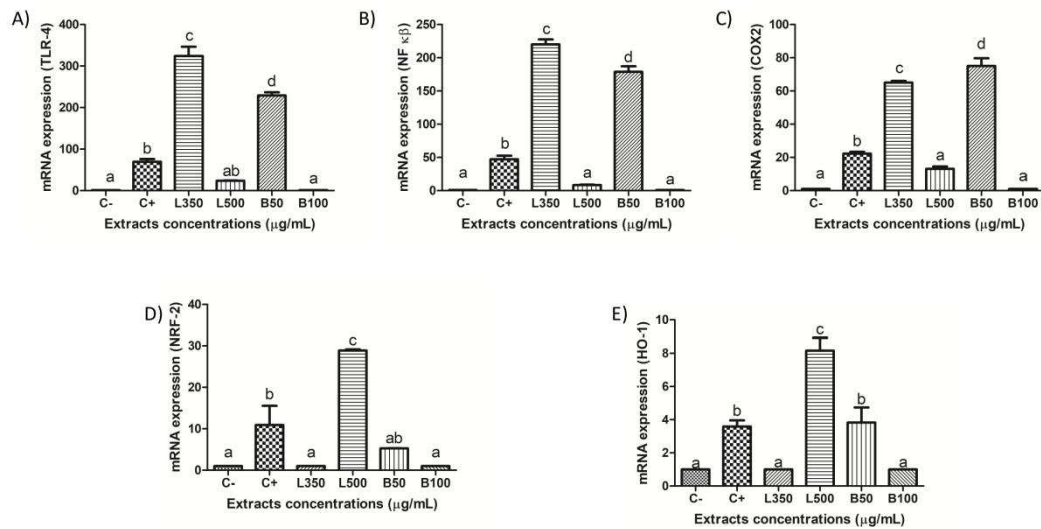 A)
mRNA expression (TLR-4)
400
300
200
100
0
a
b
c
ab
d
a
C-
C+
L350
L500
B50
B100
Extracts concentrations (μg/mL)
B)
mRNA expression (NF κβ)
250
200
150
100
50
0
a
b
c
a
d
a
C-
C+
L350
L500
B50
B100
Extracts concentrations (μg/mL)
C)
mRNA expression (COX2)
100
80
60
40
20
0
a
b
c
a
d
a
C-
C+
L350
L500
B50
B100
Extracts concentrations (μg/mL)
D)
mRNA expression (NRF-2)
40
30
20
10
0
a
b
a
c
ab
a
C-
C+
L350
L500
B50
B100
Extracts concentrations (μg/mL)
E)
mRNA expression (HO-1)
10
8
6
4
2
0
a
b
a
c
b
a
C-
C+
L350
L500
B50
B100
Extracts concentrations (μg/mL)